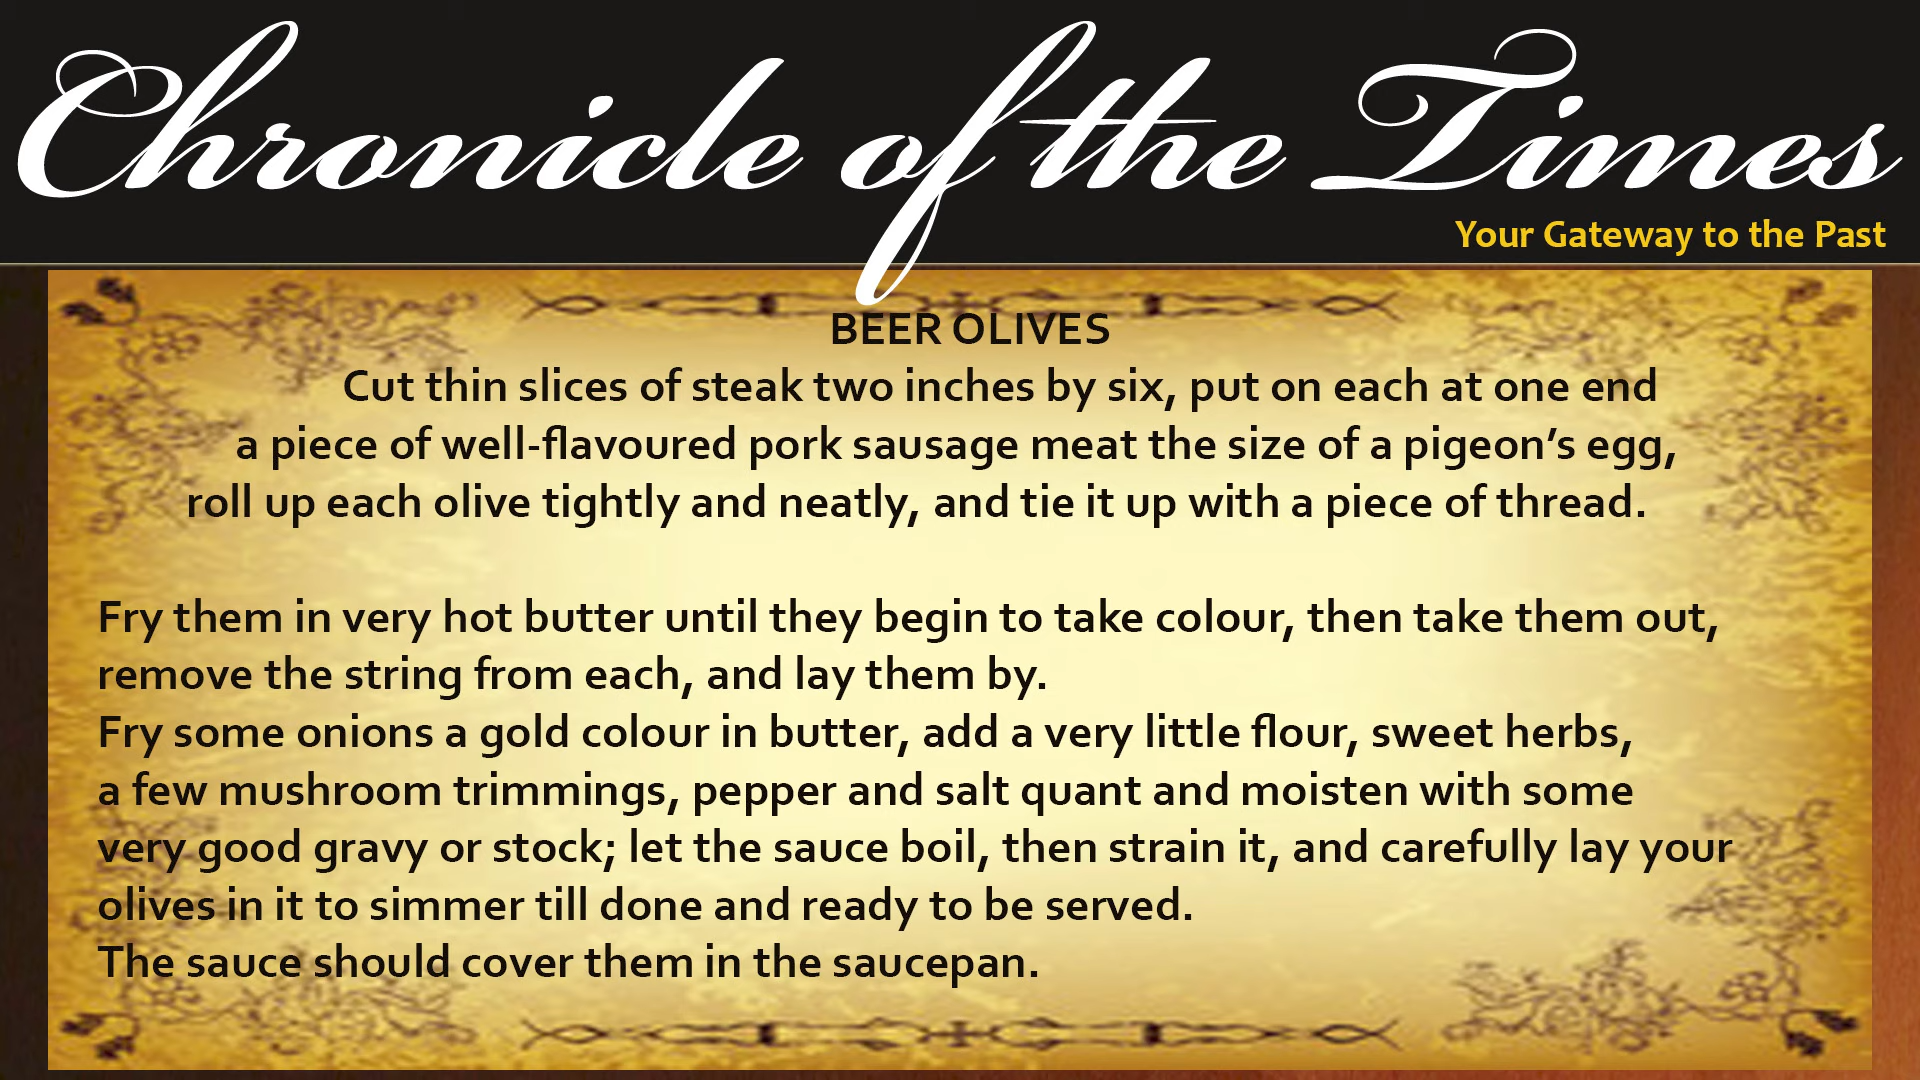 Chronicle of the Times
Your Gateway to the Past
BEER OLIVES
Cut thin slices of steak two inches by six, put on each at one end
a piece of well-flavoured pork sausage meat the size of a pigeon’s egg,
roll up each olive tightly and neatly, and tie it up with a piece of thread.
Fry them in very hot butter until they begin to take colour, then take them out,
remove the string from each, and lay them by.
Fry some onions a gold colour in butter, add a very little flour, sweet herbs,
a few mushroom trimmings, pepper and salt quant and moisten with some
very good gravy or stock; let the sauce boil, then strain it, and carefully lay your
olives in it to simmer till done and ready to be served.
The sauce should cover them in the saucepan.